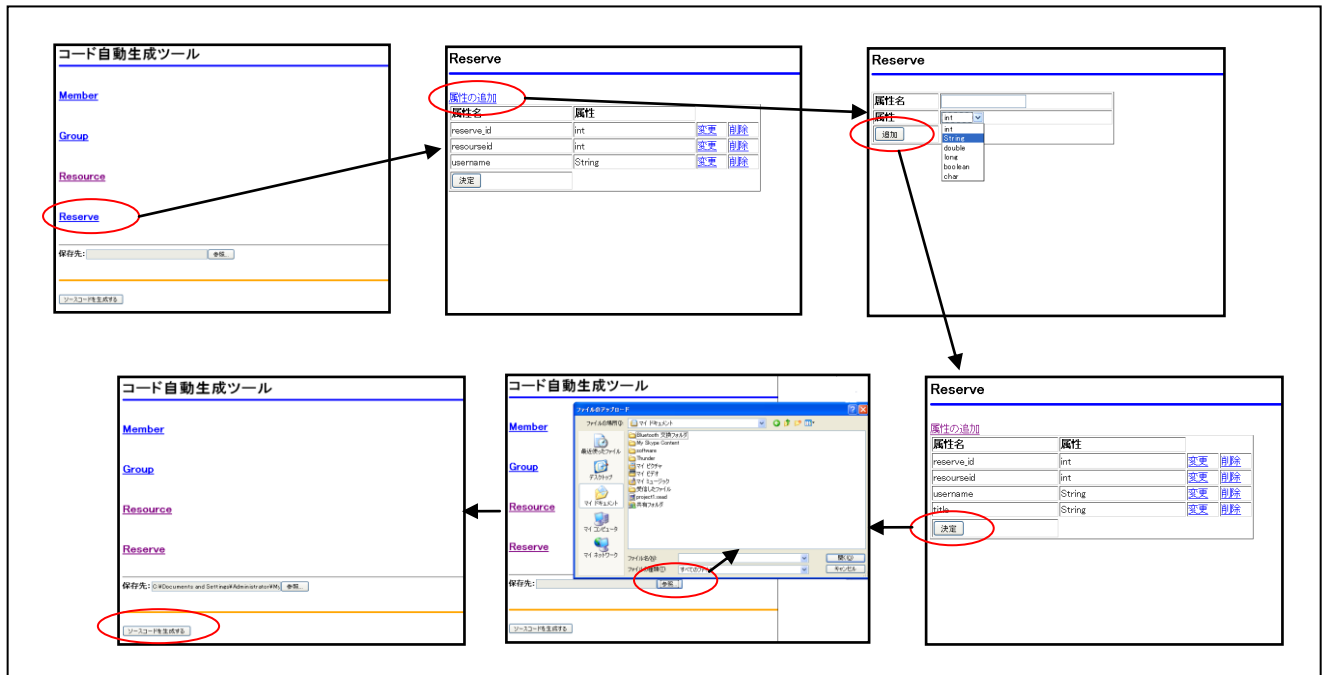 コード自動生成ツール
Member
Group
Resource
Reserve
保存先: 参照...
ソースコードを生成する
Reserve
属性の追加
属性名 属性
reserve_id int 変更 削除
resourseid int 変更 削除
username String 変更 削除
決定
Reserve
属性名
属性 int
追加
int
String
double
long
boolean
char
コード自動生成ツール
Member
Group
Resource
Reserve
保存先: C:¥Documents and Settings¥Administrator¥M 参照...
ソースコードを生成する
コード自動生成ツール
Member
Group
Resource
Reserve
保存先: 参照...
ソースコードを生成する
ファイルのアップロード
ファイルの場所(I): マイ ドキュメント
最近使ったファイル
デスクトップ
マイ ドキュメント
マイ コンピュータ
マイ ネットワーク
Bluetooth 交換フォルダ
My Skype Content
software
Thunder
マイ ピクチャ
マイ ビデオ
マイ ミュージック
受信したファイル
共有フォルダ
ファイル名(N): 開く(O)
ファイルの種類(T): キャンセル
Reserve
属性の追加
属性名 属性
reserve_id int 変更 削除
resourseid int 変更 削除
username String 変更 削除
title String 変更 削除
決定